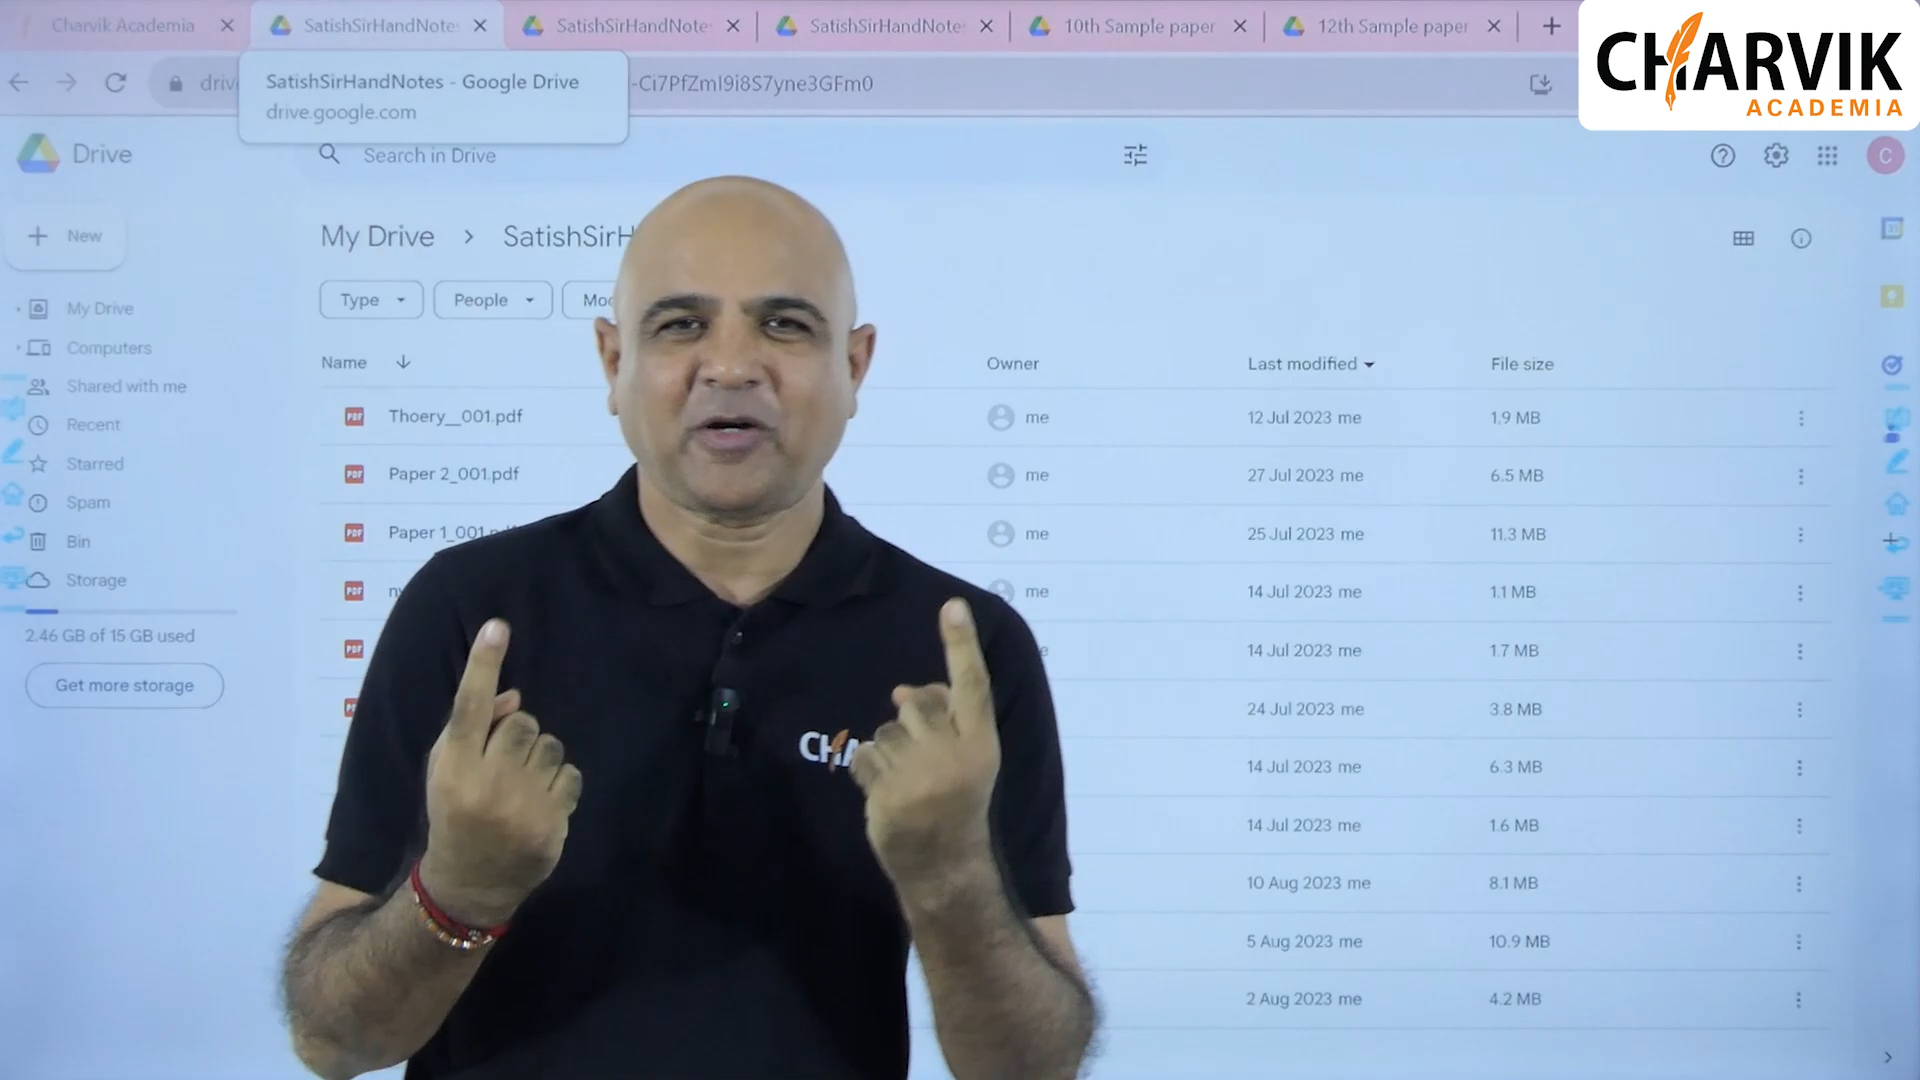 Charvik Academia
SatishSirHandNotes
SatishSirHandNote
SatishSirHandNote
10th Sample paper
12th Sample paper
CHARVIK
ACADEMIA
SatishSirHandNotes - Google Drive
drive.google.com
-Ci7PfZmI9i8S7yne3GFm0
Drive
Search in Drive
C
New
My Drive
Computers
Shared with me
Recent
Starred
Spam
Bin
Storage
2.46 GB of 15 GB used
Get more storage
My Drive > SatishSirH
Type
People
Name
Owner
Last modified
File size
Thoery__001.pdf me 12 Jul 2023 me 1.9 MB
Paper 2_001.pdf me 27 Jul 2023 me 6.5 MB
Paper 1_001.pdf me 25 Jul 2023 me 11.3 MB
me 14 Jul 2023 me 1.1 MB
14 Jul 2023 me 1.7 MB
24 Jul 2023 me 3.8 MB
14 Jul 2023 me 6.3 MB
14 Jul 2023 me 1.6 MB
10 Aug 2023 me 8.1 MB
5 Aug 2023 me 10.9 MB
2 Aug 2023 me 4.2 MB
CHA